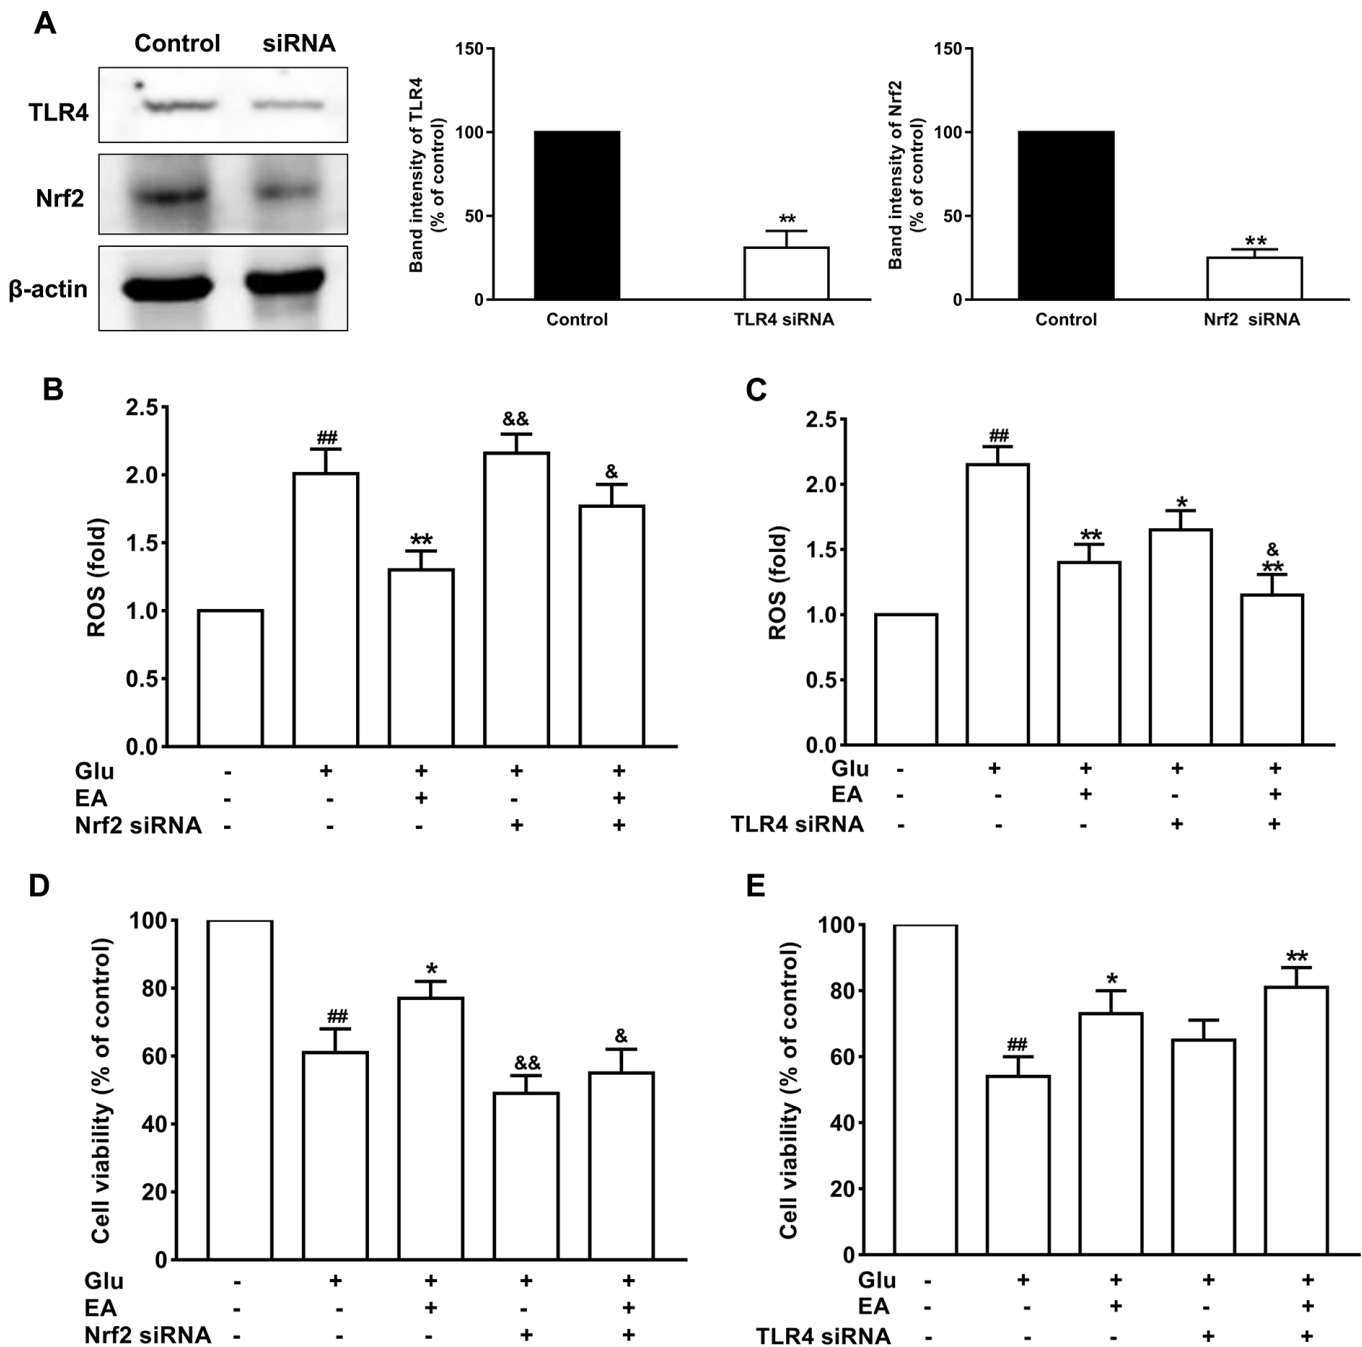 A
Control siRNA
TLR4
Nrf2
β-actin
Band intensity of TLR4
(% of control)
150
100
50
0
**
Control TLR4 siRNA
Band intensity of Nrf2
(% of control)
150
100
50
0
**
Control Nrf2 siRNA
B
ROS (fold)
2.5
2.0
1.5
1.0
0.5
0.0
## ** && &
Glu - + + + +
EA - - + - +
Nrf2 siRNA - - - + +
C
ROS (fold)
2.5
2.0
1.5
1.0
0.5
0.0
## ** * &
**
Glu - + + + +
EA - - + - +
TLR4 siRNA - - - + +
D
Cell viability (% of control)
100
80
60
40
20
0
## * && &
Glu - + + + +
EA - - + - +
Nrf2 siRNA - - - + +
E
Cell viability (% of control)
100
80
60
40
20
0
## * **
Glu - + + + +
EA - - + - +
TLR4 siRNA - - - + +